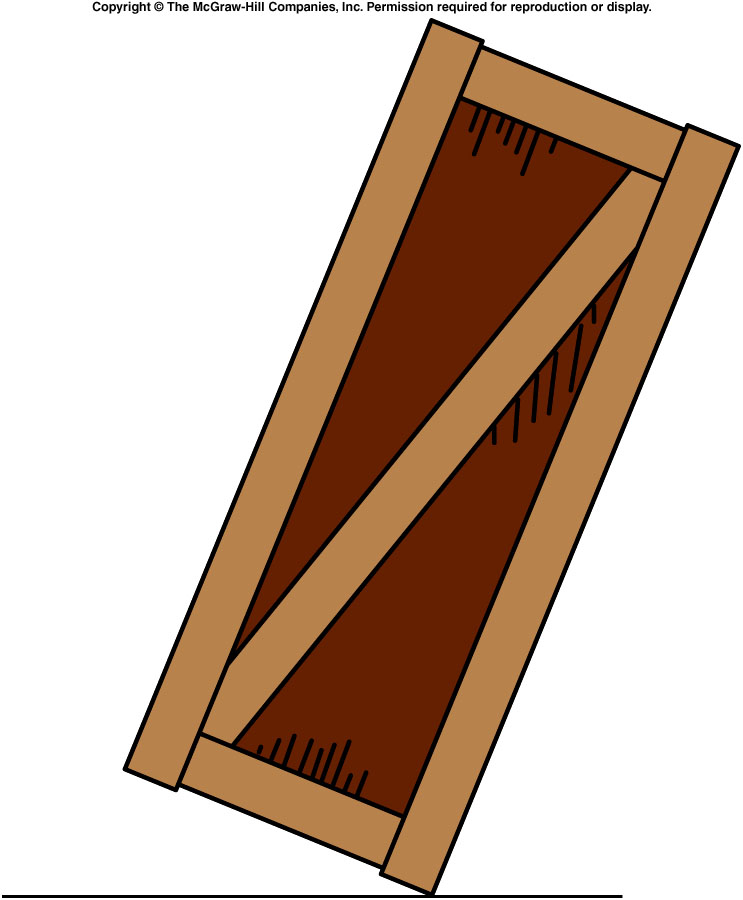 Copyright © The McGraw-Hill Companies, Inc. Permission required for reproduction or display.